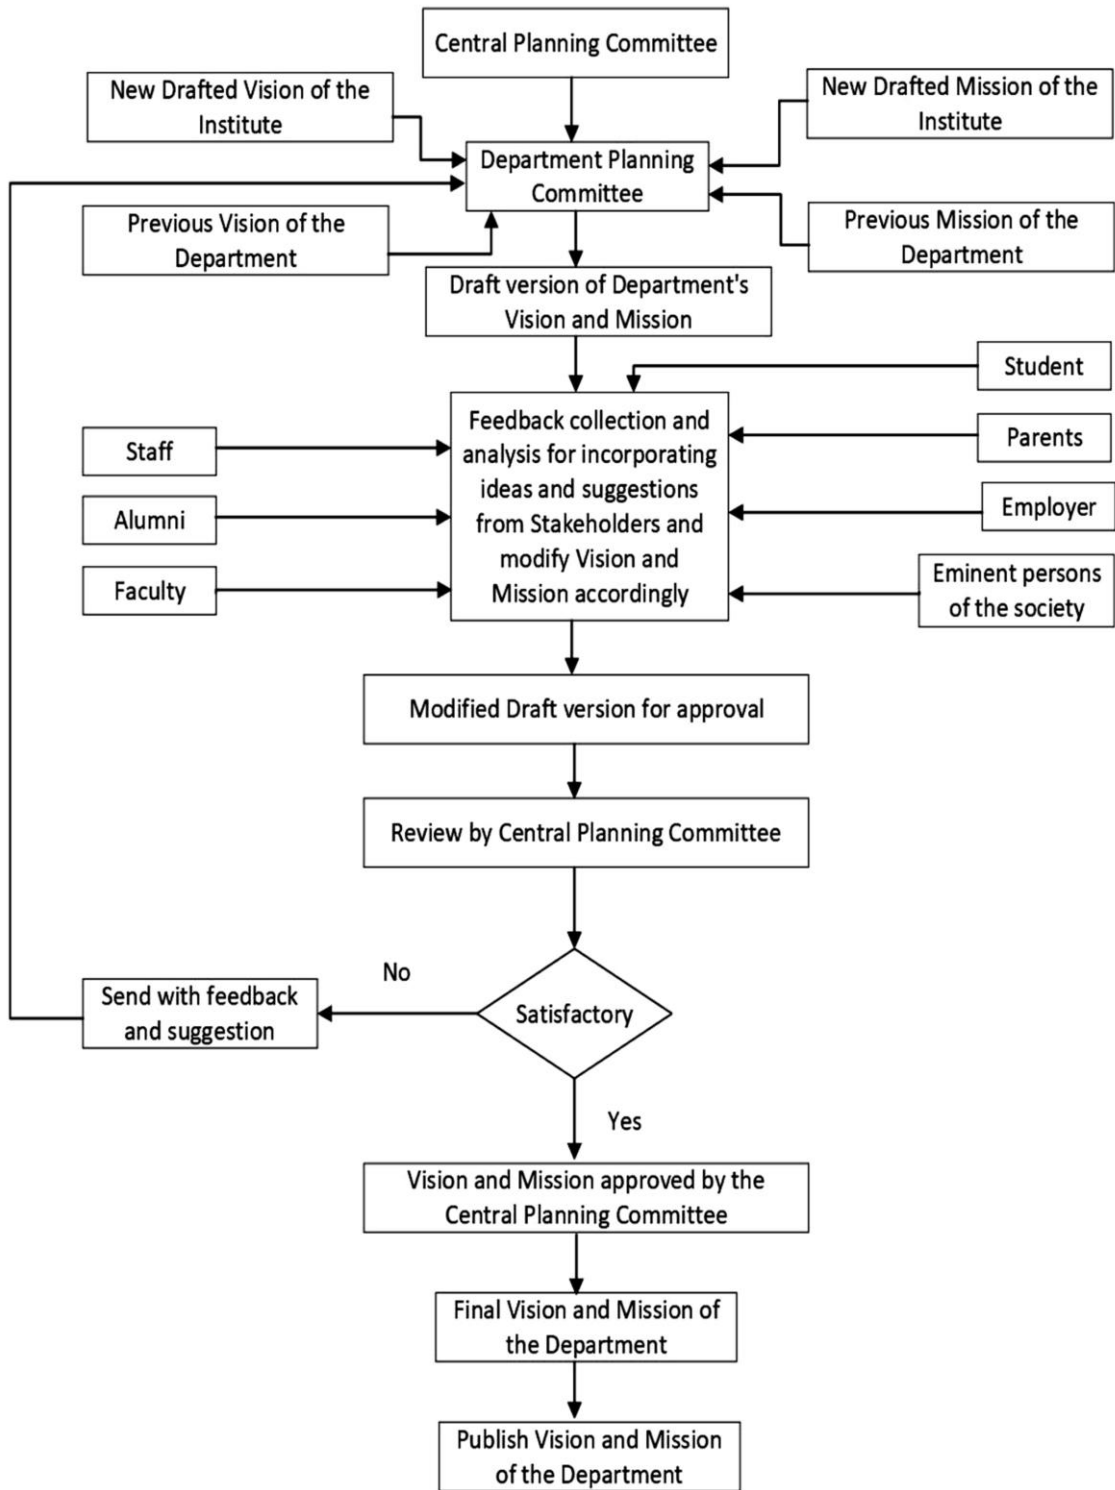 Central Planning Committee
New Drafted Vision of the
Institute
New Drafted Mission of the
Institute
Department Planning
Committee
Previous Vision of the
Department
Previous Mission of the
Department
Draft version of Department's
Vision and Mission
Student
Feedback collection and
analysis for incorporating
ideas and suggestions
from Stakeholders and
modify Vision and
Mission accordingly
Staff
Alumni
Faculty
Parents
Employer
Eminent persons
of the society
Modified Draft version for approval
Review by Central Planning Committee
Satisfactory
No
Send with feedback
and suggestion
Yes
Vision and Mission approved by the
Central Planning Committee
Final Vision and Mission of
the Department
Publish Vision and Mission
of the Department